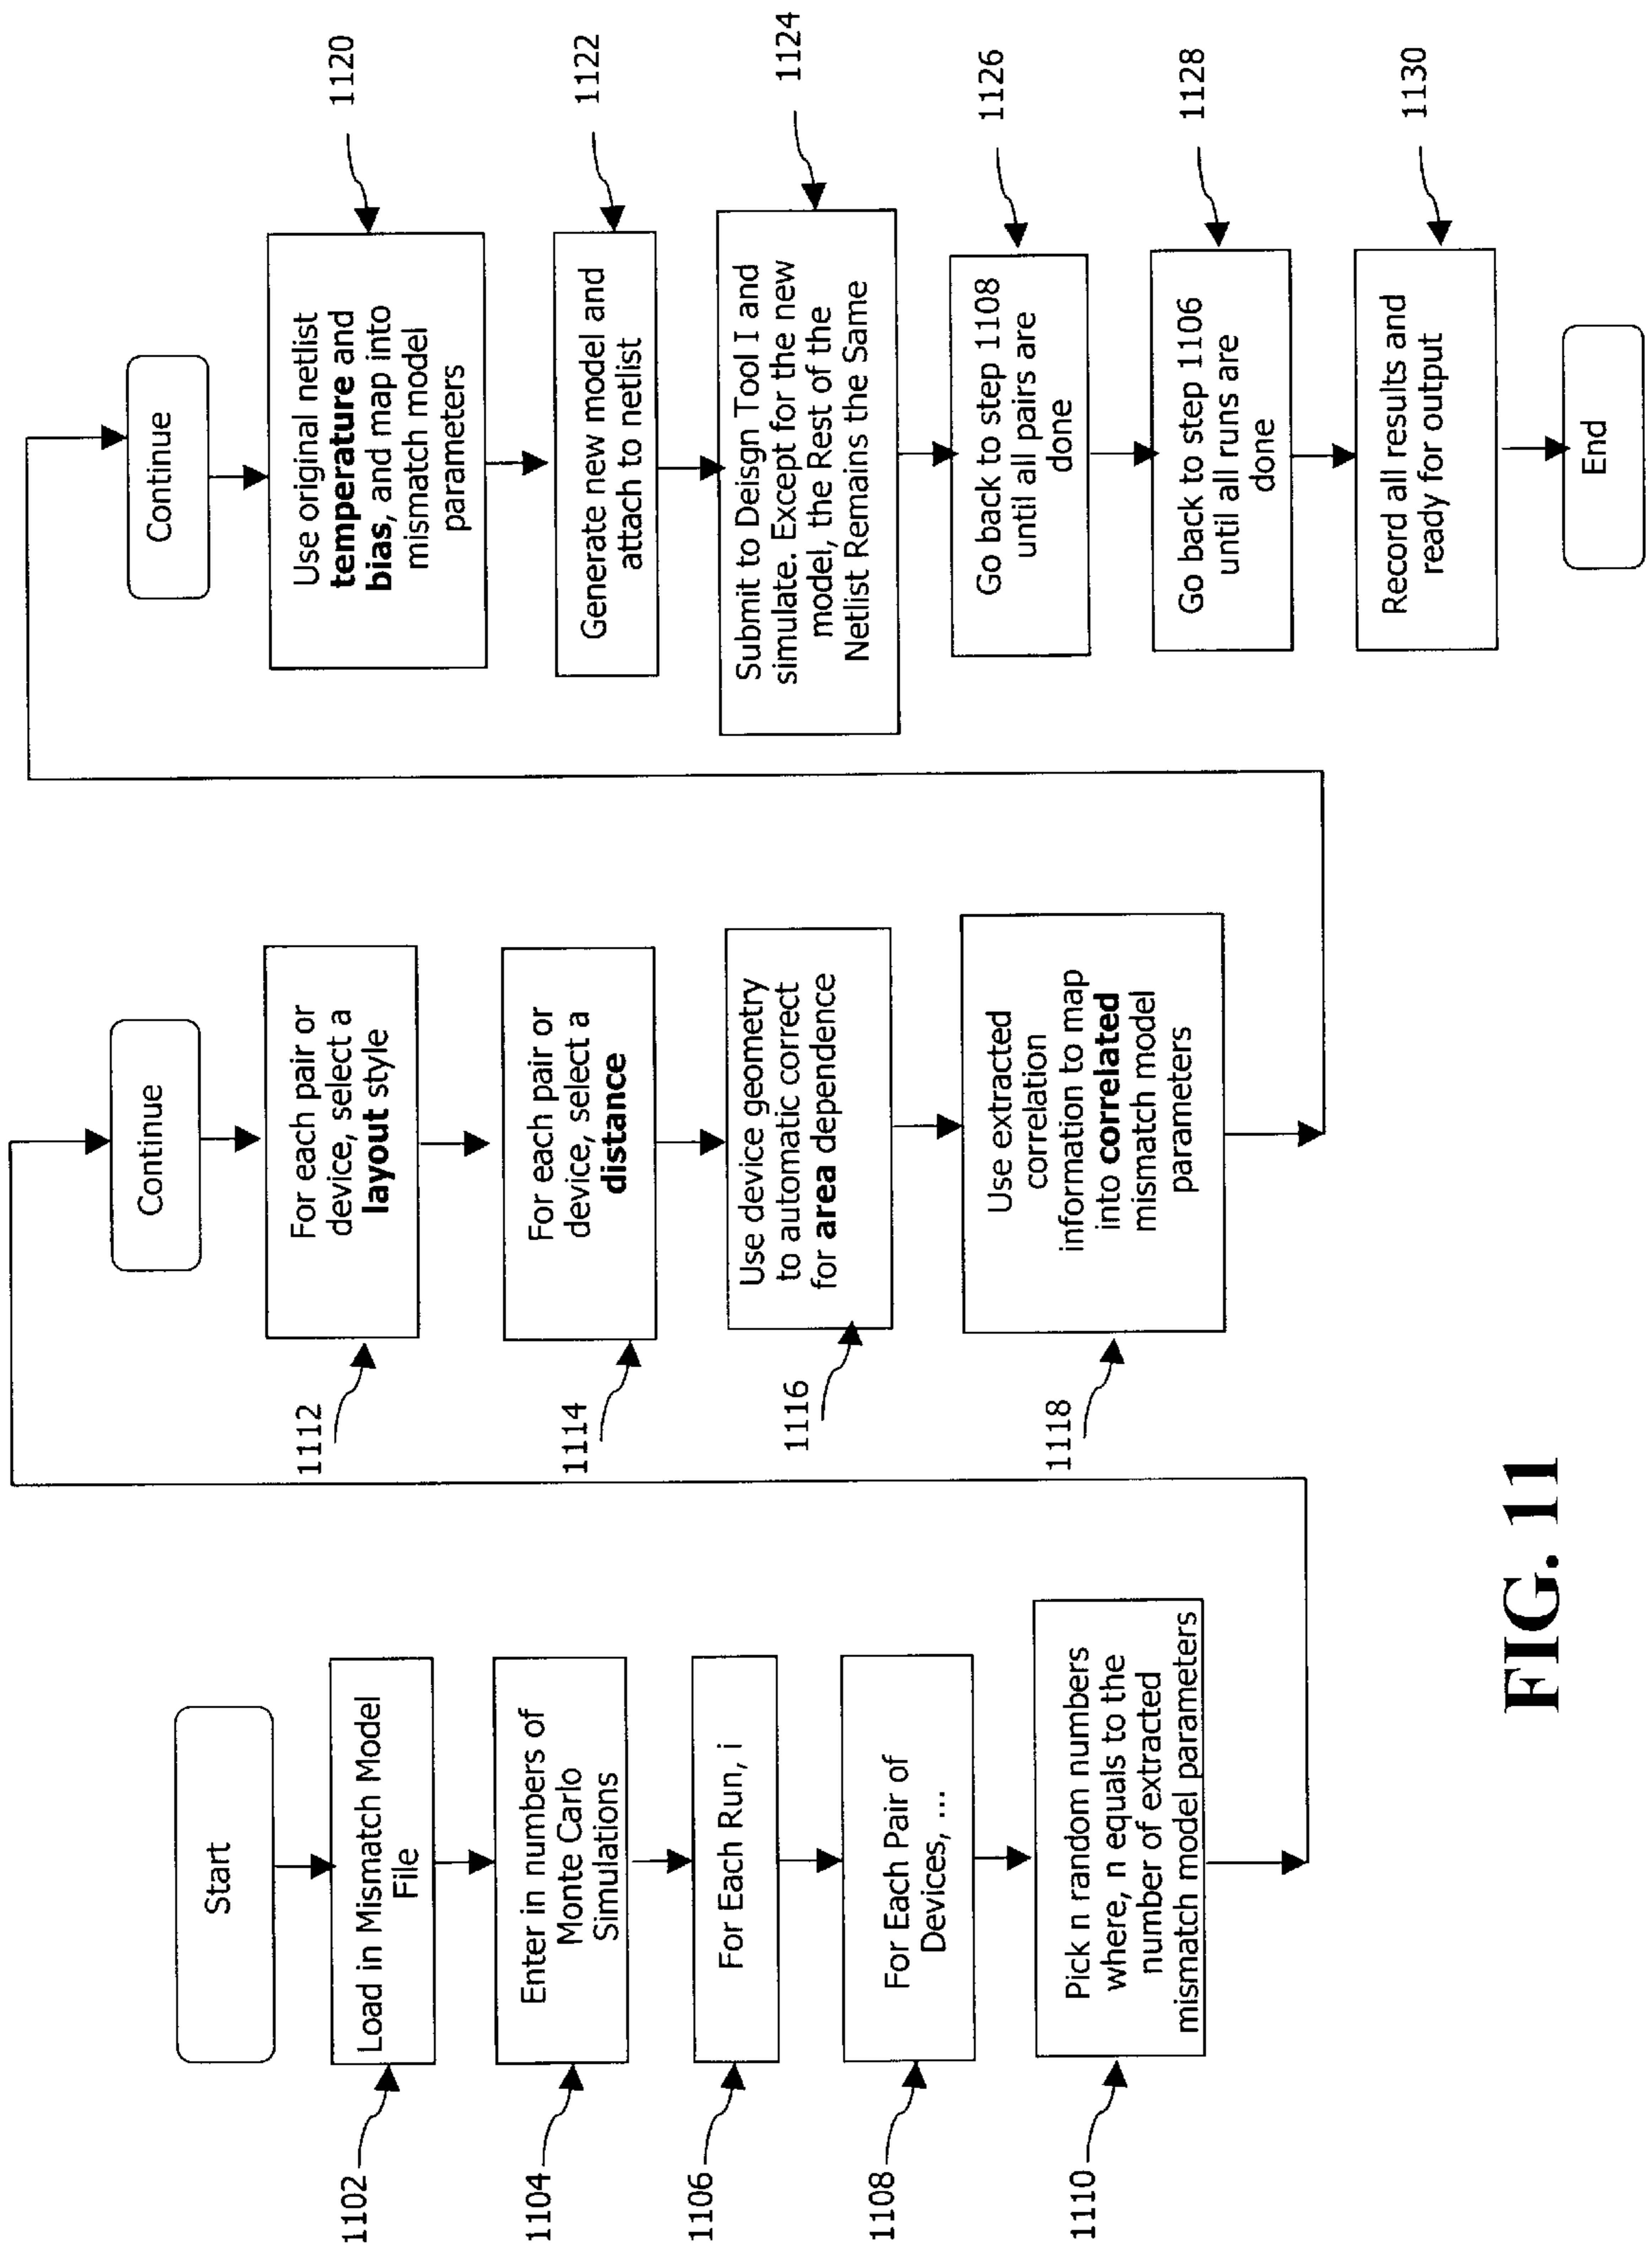 Start
Load in Mismatch Model
File
1102
Enter in numbers of
Monte Carlo
Simulations
1104
For Each Run, i
1106
For Each Pair of
Devices, ...
1108
Pick n random numbers
where, n equals to the
number of extracted
mismatch model parameters
1110
Continue
For each pair or
device, select a
layout style
1112
For each pair or
device, select a
distance
1114
Use device geometry
to automatic correct
for area dependence
1116
Use extracted
correlation
information to map
into correlated
mismatch model
parameters
1118
Continue
Use original netlist
temperature and
bias, and map into
mismatch model
parameters
1120
Generate new model and
attach to netlist
1122
Submit to Deisgn Tool I and
simulate. Except for the new
model, the Rest of the
Netlist Remains the Same
1124
Go back to step 1108
until all pairs are
done
1126
Go back to step 1106
until all runs are
done
1128
Record all results and
ready for output
1130
End
FIG. 11